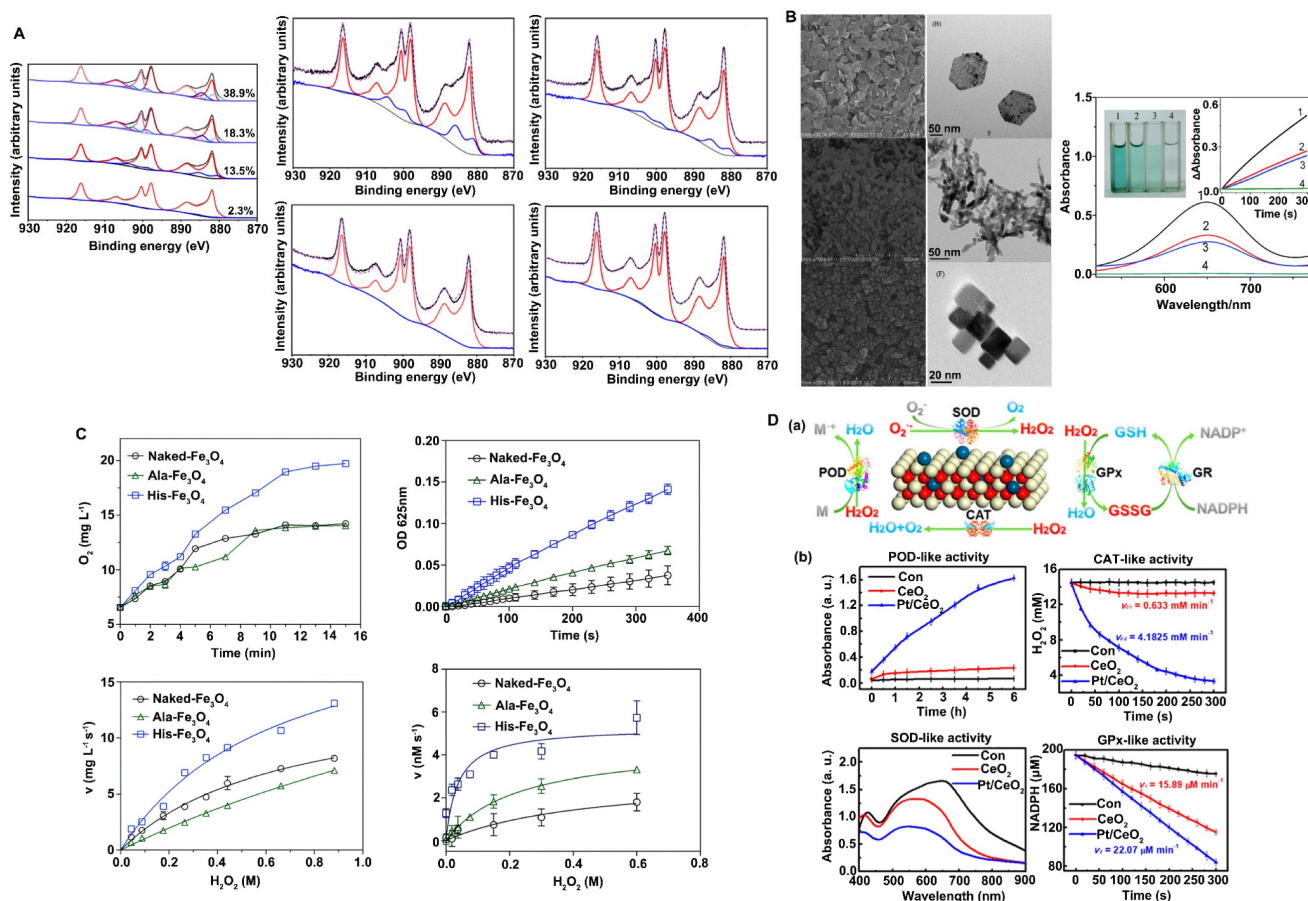 A
Intensity (arbitrary units)
38.9%
18.3%
13.5%
2.3%
930 920 910 900 890 880 870
Binding energy (eV)
Intensity (arbitrary units)
930 920 910 900 890 880 870
Binding energy (eV)
Intensity (arbitrary units)
930 920 910 900 890 880 870
Binding energy (eV)
Intensity (arbitrary units)
930 920 910 900 890 880 870
Binding energy (eV)
Intensity (arbitrary units)
930 920 910 900 890 880 870
Binding energy (eV)
B
(B)
50 nm
50 nm
(F)
20 nm
Absorbance
1.5
1.0
0.5
0.0
1 2 3 4
ΔAbsorbance
0.6
0.3
0.0
1
2
3
4
0 100 200 300
Time (s)
1
2
3
4
600 700
Wavelength/nm
C
O₂ (mg L⁻¹)
25
20
15
10
5
Naked-Fe₃O₄
Ala-Fe₃O₄
His-Fe₃O₄
0 2 4 6 8 10 12 14 16
Time (min)
OD 625nm
0.20
0.15
0.10
0.05
0.00
Naked-Fe₃O₄
Ala-Fe₃O₄
His-Fe₃O₄
0 100 200 300 400
Time (s)
v (mg L⁻¹ s⁻¹)
15
10
5
0
Naked-Fe₃O₄
Ala-Fe₃O₄
His-Fe₃O₄
0.0 0.2 0.4 0.6 0.8 1.0
H₂O₂ (M)
v (nM s⁻¹)
8
6
4
2
0
Naked-Fe₃O₄
Ala-Fe₃O₄
His-Fe₃O₄
0.0 0.2 0.4 0.6 0.8
H₂O₂ (M)
D
(a)
M⁻⁺ H₂O
POD
M H₂O₂
O₂⁻ SOD O₂
O₂⁻· H₂O₂
CAT
H₂O+O₂ H₂O₂
H₂O₂ GSH NADP⁺
GPx GR
H₂O GSSG NADPH
(b)
POD-like activity
Absorbance (a. u.)
1.6
1.2
0.8
0.4
0.0
Con
CeO₂
Pt/CeO₂
0 1 2 3 4 5 6
Time (h)
CAT-like activity
H₂O₂ (mM)
16
12
8
4
= 0.633 mM min⁻¹
= 4.1825 mM min⁻¹
Con
CeO₂
Pt/CeO₂
0 50 100 150 200 250 300
Time (s)
SOD-like activity
Absorbance (a. u.)
2.0
1.6
1.2
0.8
0.4
0.0
Con
CeO₂
Pt/CeO₂
400 500 600 700 800 900
Wavelength (nm)
GPx-like activity
NADPH (μM)
200
180
160
140
120
100
80
= 15.89 μM min⁻¹
Con
CeO₂
Pt/CeO₂
= 22.07 μM min⁻¹
0 50 100 150 200 250 300
Time (s)